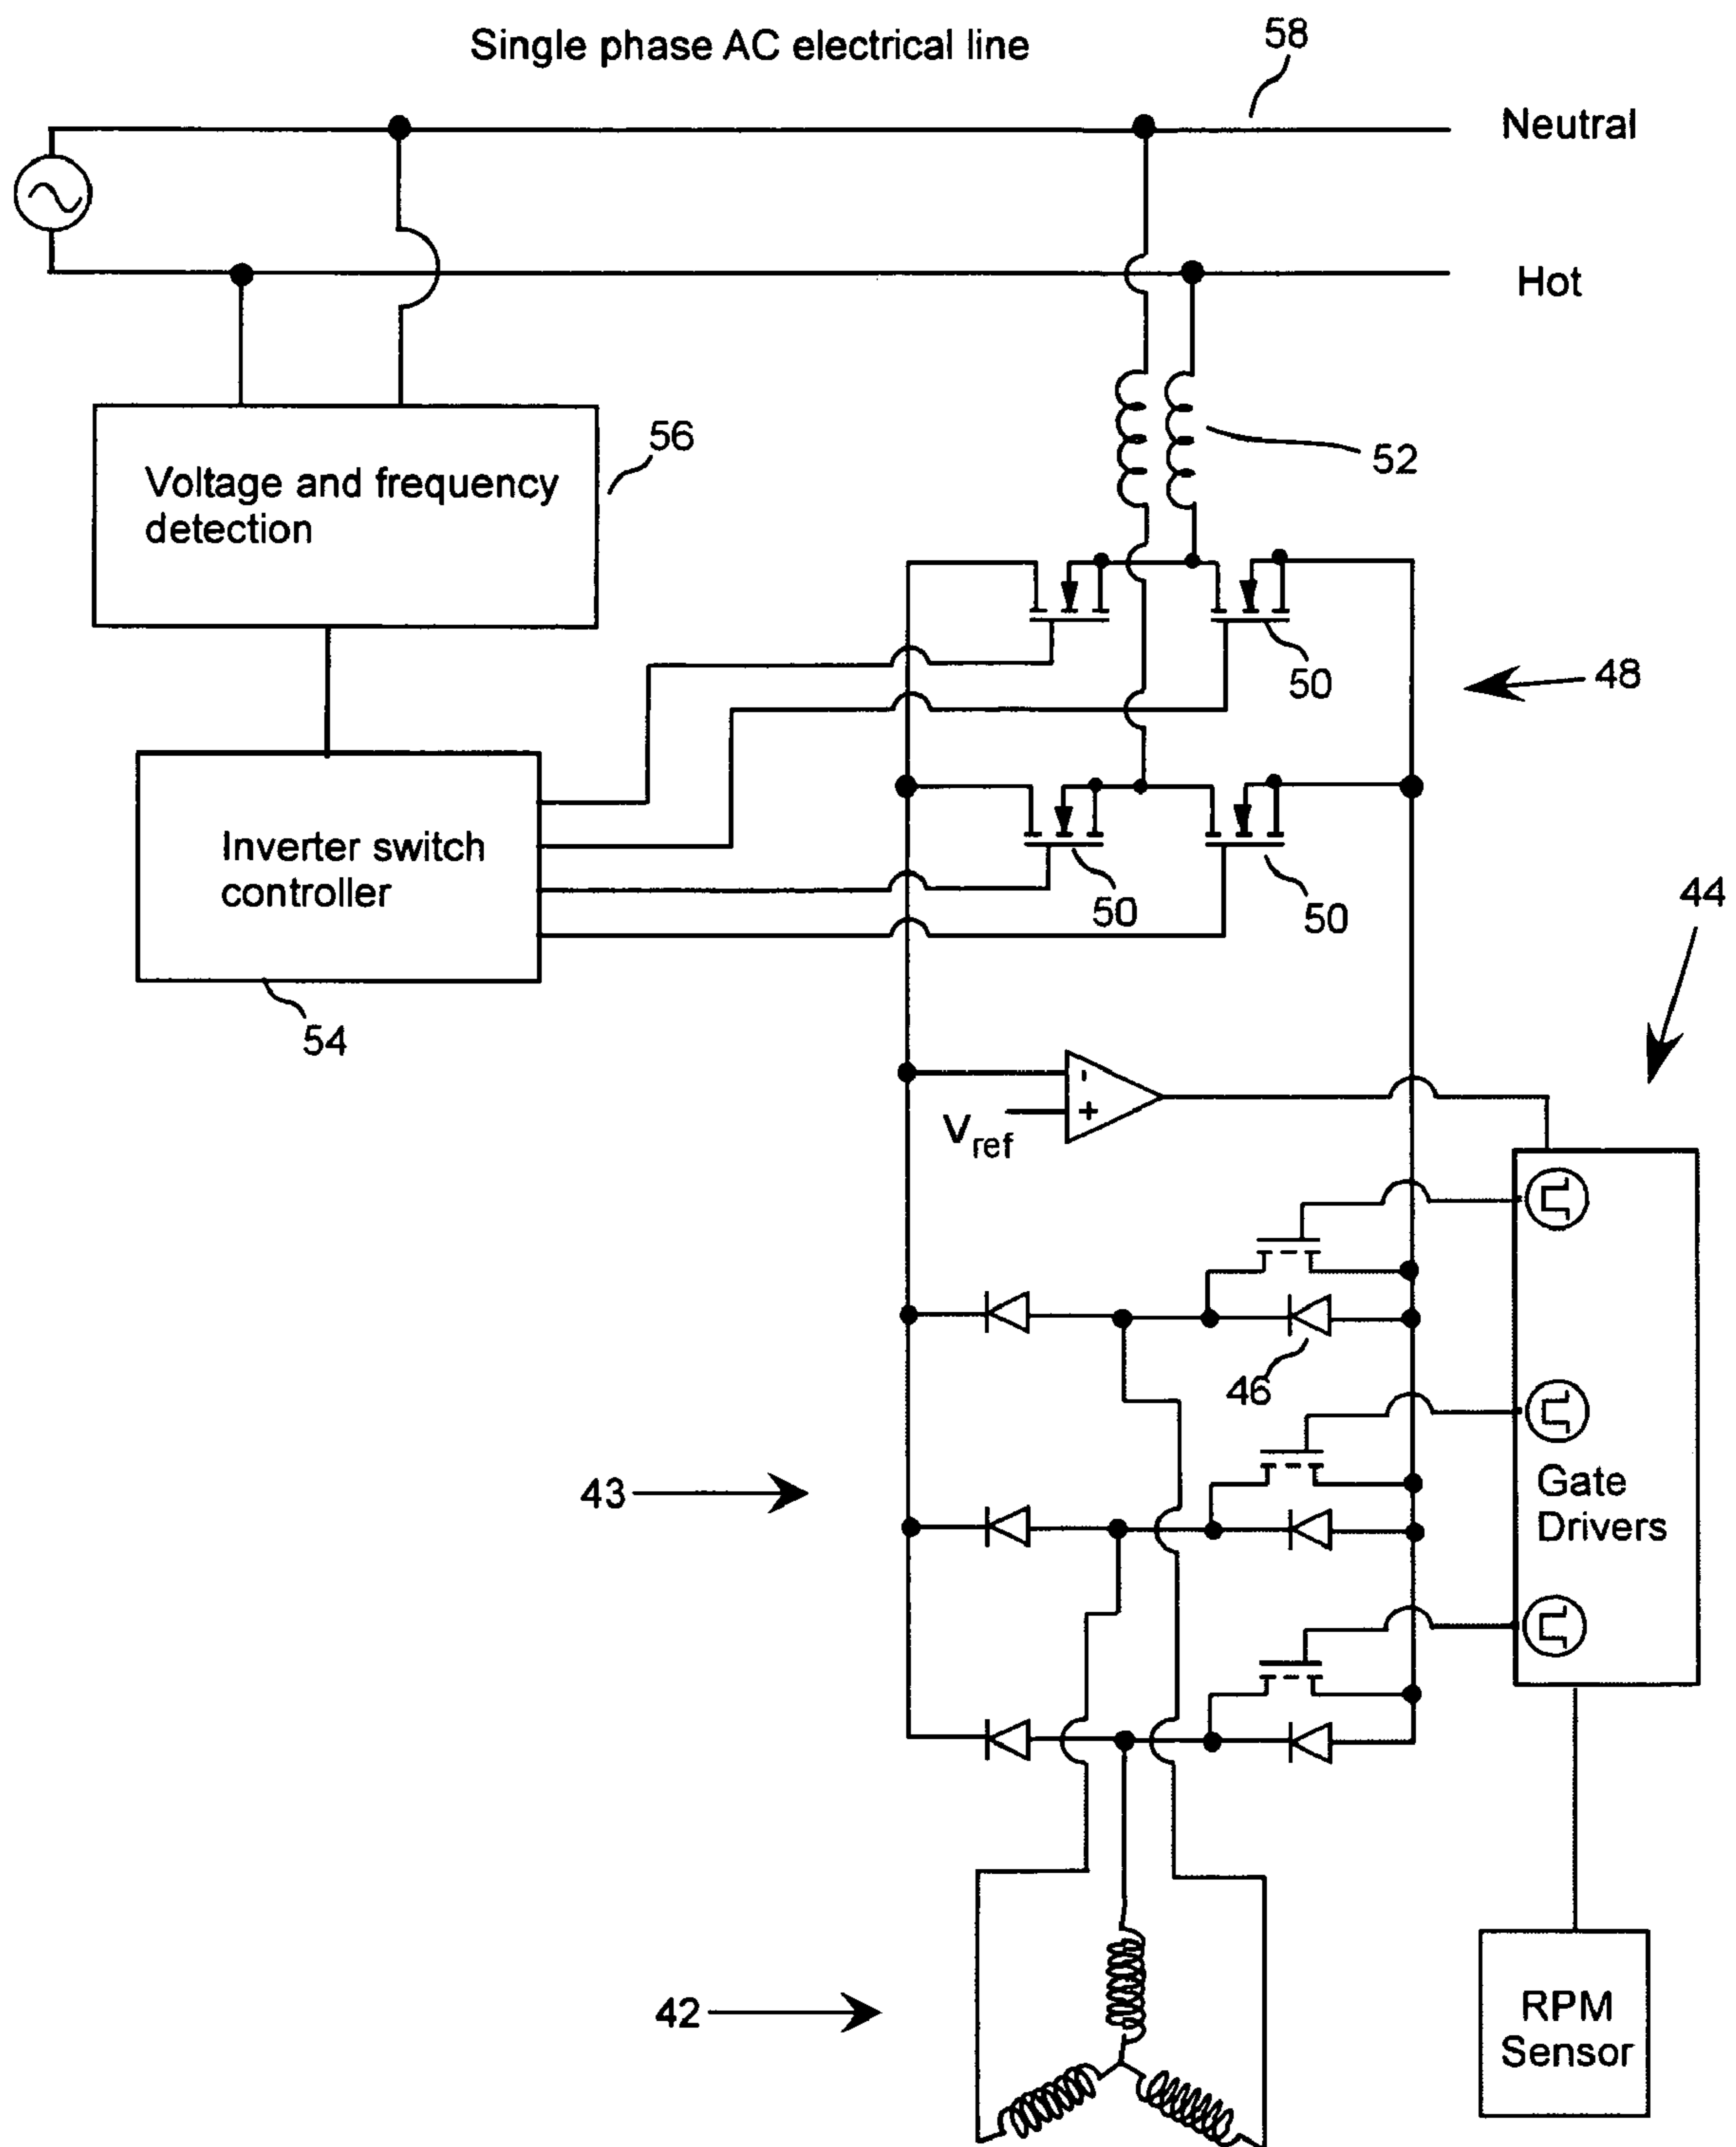 Single phase AC electrical line
58
Neutral
Hot
56
Voltage and frequency
detection
52
50
48
Inverter switch
controller
50
50
44
54
-
+
Vref
46
43
Gate
Drivers
42
RPM
Sensor